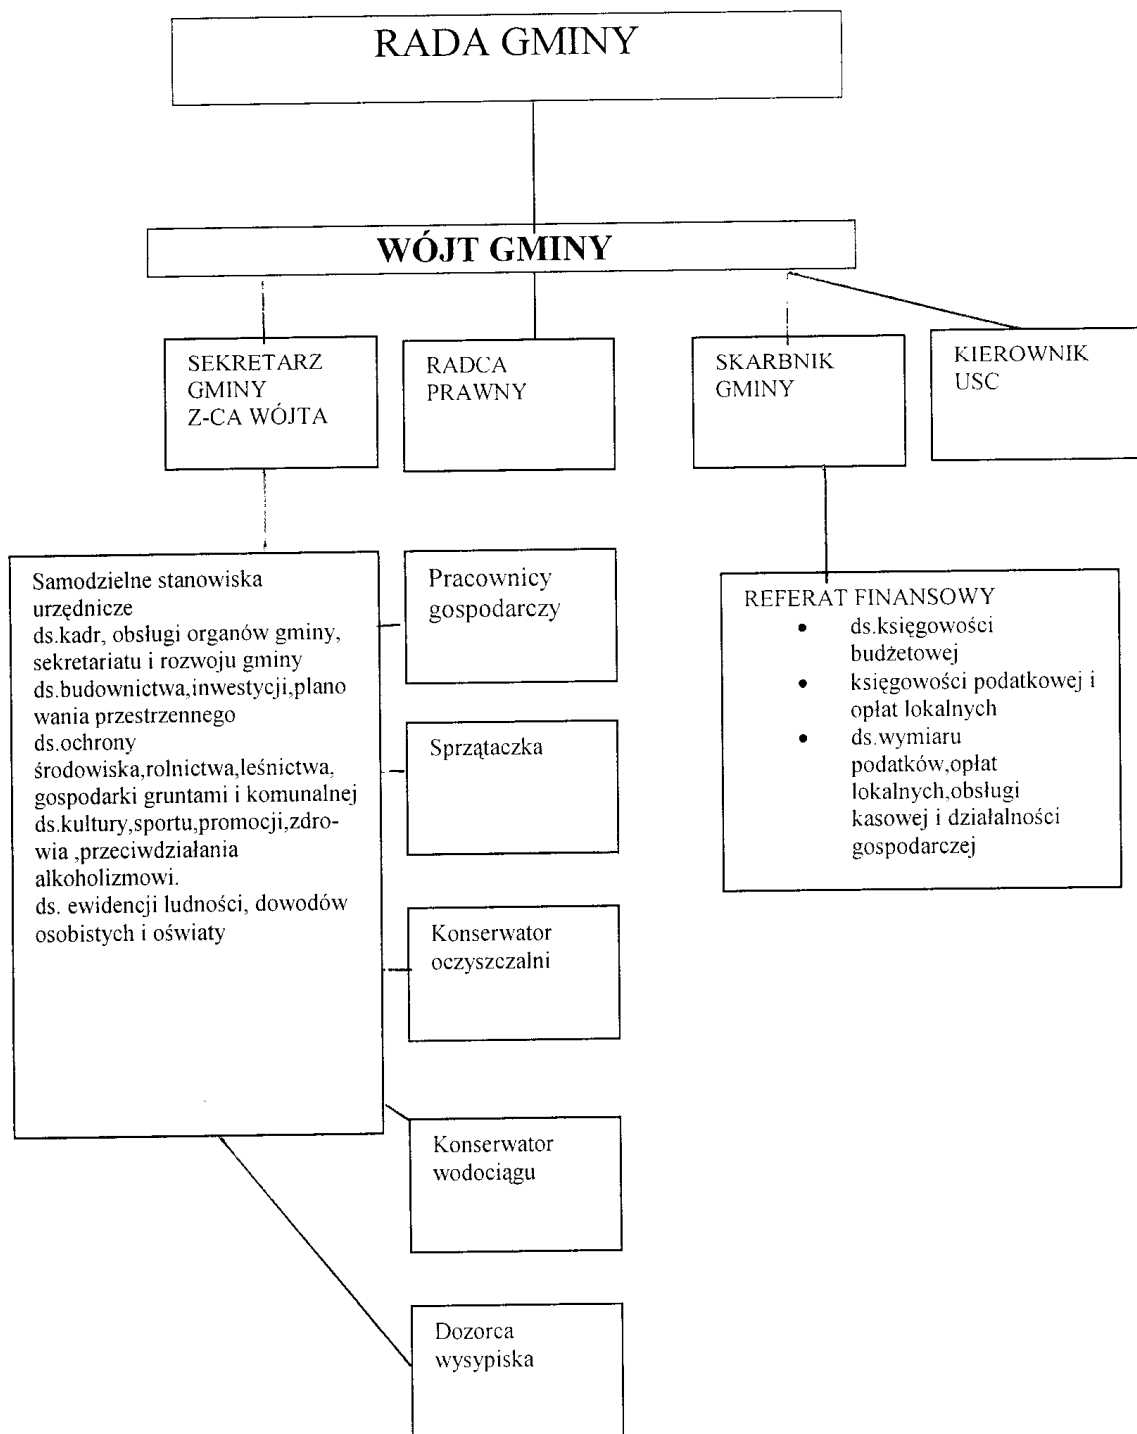 RADA GMINY
WÓJT GMINY
SEKRETARZ
GMINY
Z-CA WÓJTA
RADCA
PRAWNY
SKARBNIK
GMINY
KIEROWNIK
USC
Samodzielne stanowiska
urzędnicze
ds.kadr, obsługi organów gminy,
sekretariatu i rozwoju gminy
ds.budownictwa,inwestycji,plano
wania przestrzennego
ds.ochrony
środowiska,rolnictwa,leśnictwa,
gospodarki gruntami i komunalnej
ds.kultury,sportu,promocji,zdro-
wia ,przeciwdziałania
alkoholizmowi.
ds. ewidencji ludności, dowodów
osobistych i oświaty
Pracownicy
gospodarczy
Sprzątaczka
Konserwator
oczyszczalni
Konserwator
wodociągu
Dozorca
wysypiska
REFERAT FINANSOWY
• ds.księgowości
budżetowej
• księgowości podatkowej i
opłat lokalnych
• ds.wymiaru
podatków,opłat
lokalnych,obsługi
kasowej i działalności
gospodarczej